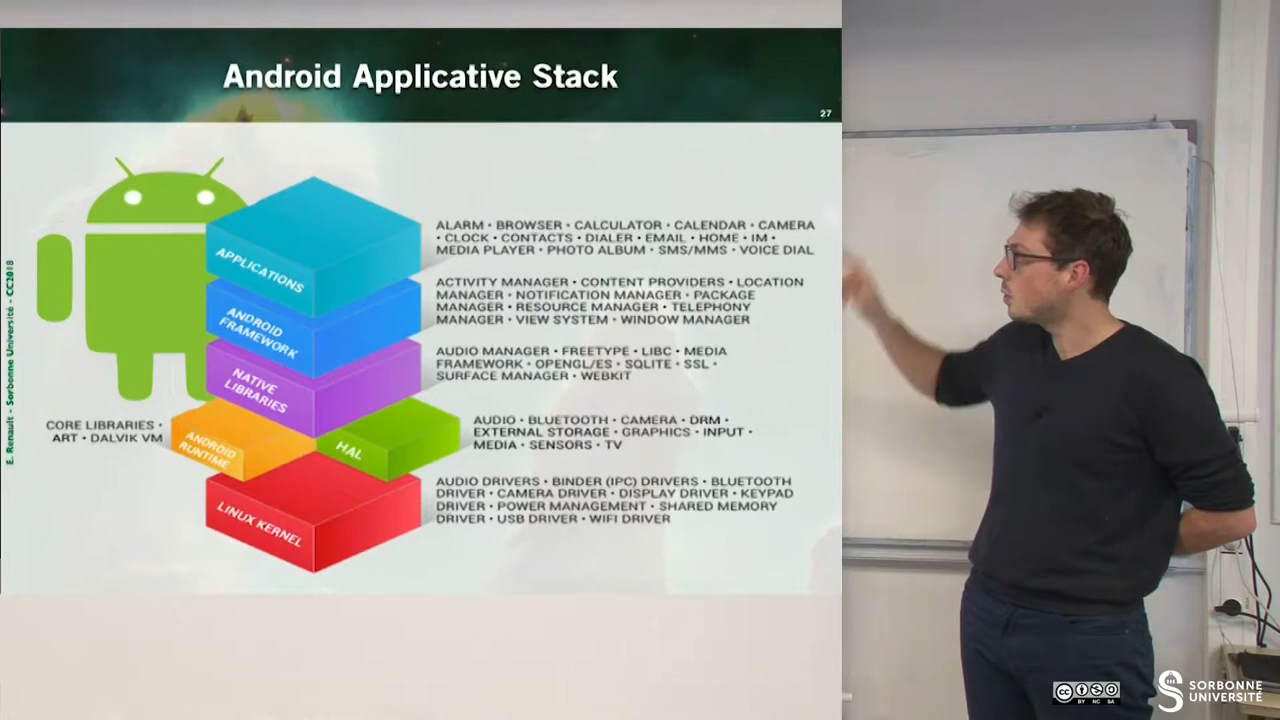 Android Applicative Stack
27
APPLICATIONS
ALARM • BROWSER • CALCULATOR • CALENDAR • CAMERA
• CLOCK • CONTACTS • DIALER • EMAIL • HOME • IM •
MEDIA PLAYER • PHOTO ALBUM • SMS/MMS • VOICE DIAL
ANDROID
FRAMEWORK
ACTIVITY MANAGER • CONTENT PROVIDERS • LOCATION
MANAGER • NOTIFICATION MANAGER • PACKAGE
MANAGER • RESOURCE MANAGER • TELEPHONY
MANAGER • VIEW SYSTEM • WINDOW MANAGER
NATIVE
LIBRARIES
AUDIO MANAGER • FREETYPE • LIBC • MEDIA
FRAMEWORK • OPENGL/ES • SQLITE • SSL •
SURFACE MANAGER • WEBKIT
CORE LIBRARIES •
ART • DALVIK VM
ANDROID
RUNTIME
HAL
AUDIO • BLUETOOTH • CAMERA • DRM •
EXTERNAL STORAGE • GRAPHICS • INPUT •
MEDIA • SENSORS • TV
LINUX KERNEL
AUDIO DRIVERS • BINDER (IPC) DRIVERS • BLUETOOTH
DRIVER • CAMERA DRIVER • DISPLAY DRIVER • KEYPAD
DRIVER • POWER MANAGEMENT • SHARED MEMORY
DRIVER • USB DRIVER • WIFI DRIVER
E. Renault - Sorbonne Université - CC2018
cc
BY NC SA
SORBONNE
UNIVERSITÉ